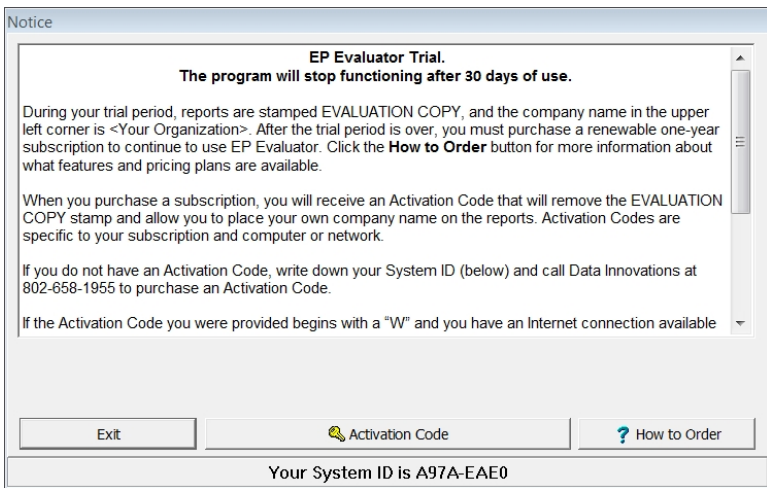 Notice
EP Evaluator Trial.
The program will stop functioning after 30 days of use.
During your trial period, reports are stamped EVALUATION COPY, and the company name in the upper
left corner is <Your Organization>. After the trial period is over, you must purchase a renewable one-year
subscription to continue to use EP Evaluator. Click the How to Order button for more information about
what features and pricing plans are available.
When you purchase a subscription, you will receive an Activation Code that will remove the EVALUATION
COPY stamp and allow you to place your own company name on the reports. Activation Codes are
specific to your subscription and computer or network.
If you do not have an Activation Code, write down your System ID (below) and call Data Innovations at
802-658-1955 to purchase an Activation Code.
If the Activation Code you were provided begins with a “W” and you have an Internet connection available
Exit
Activation Code
? How to Order
Your System ID is A97A-EAE0